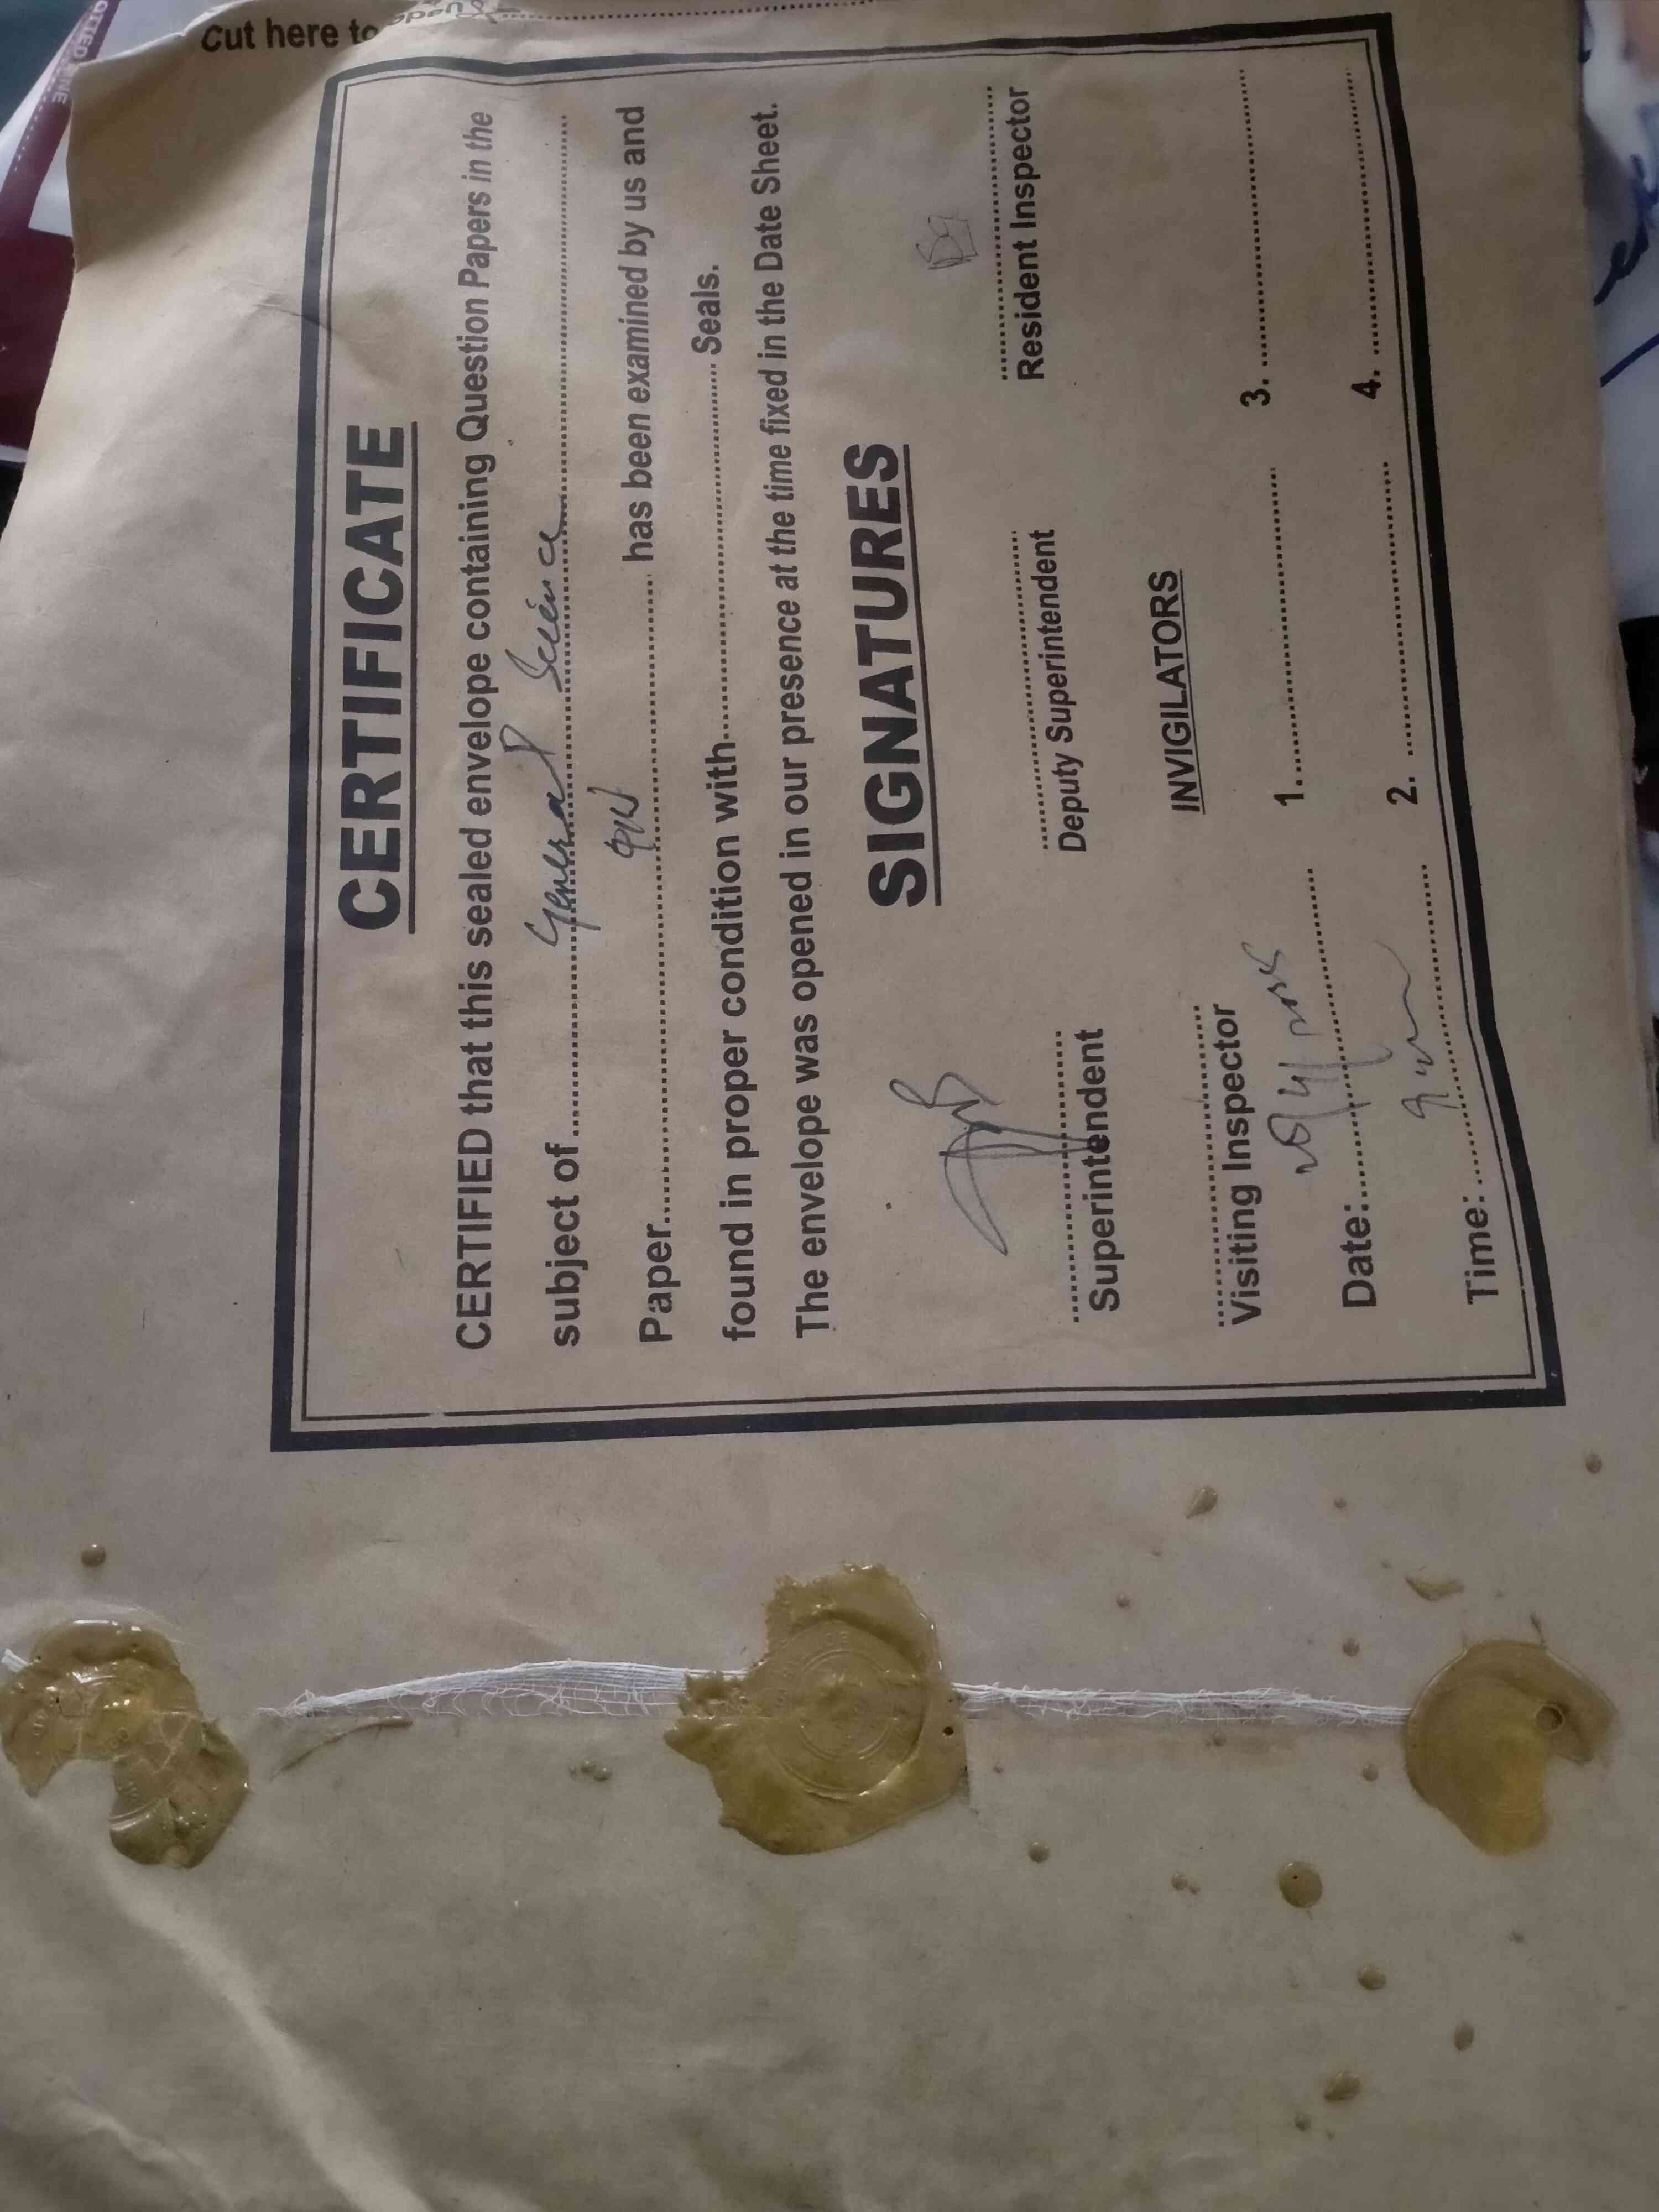 Cut here to
CERTIFICATE
CERTIFIED that this sealed envelope containing Question Papers in the
subject of.......General Science.......
Paper.............................. has been examined by us and
found in proper condition with.............................. Seals.
The envelope was opened in our presence at the time fixed in the Date Sheet.
SIGNATURES
Superintendent Deputy Superintendent Resident Inspector
Visiting Inspector INVIGILATORS
Date: 1. 3.
Time: 2. 4.